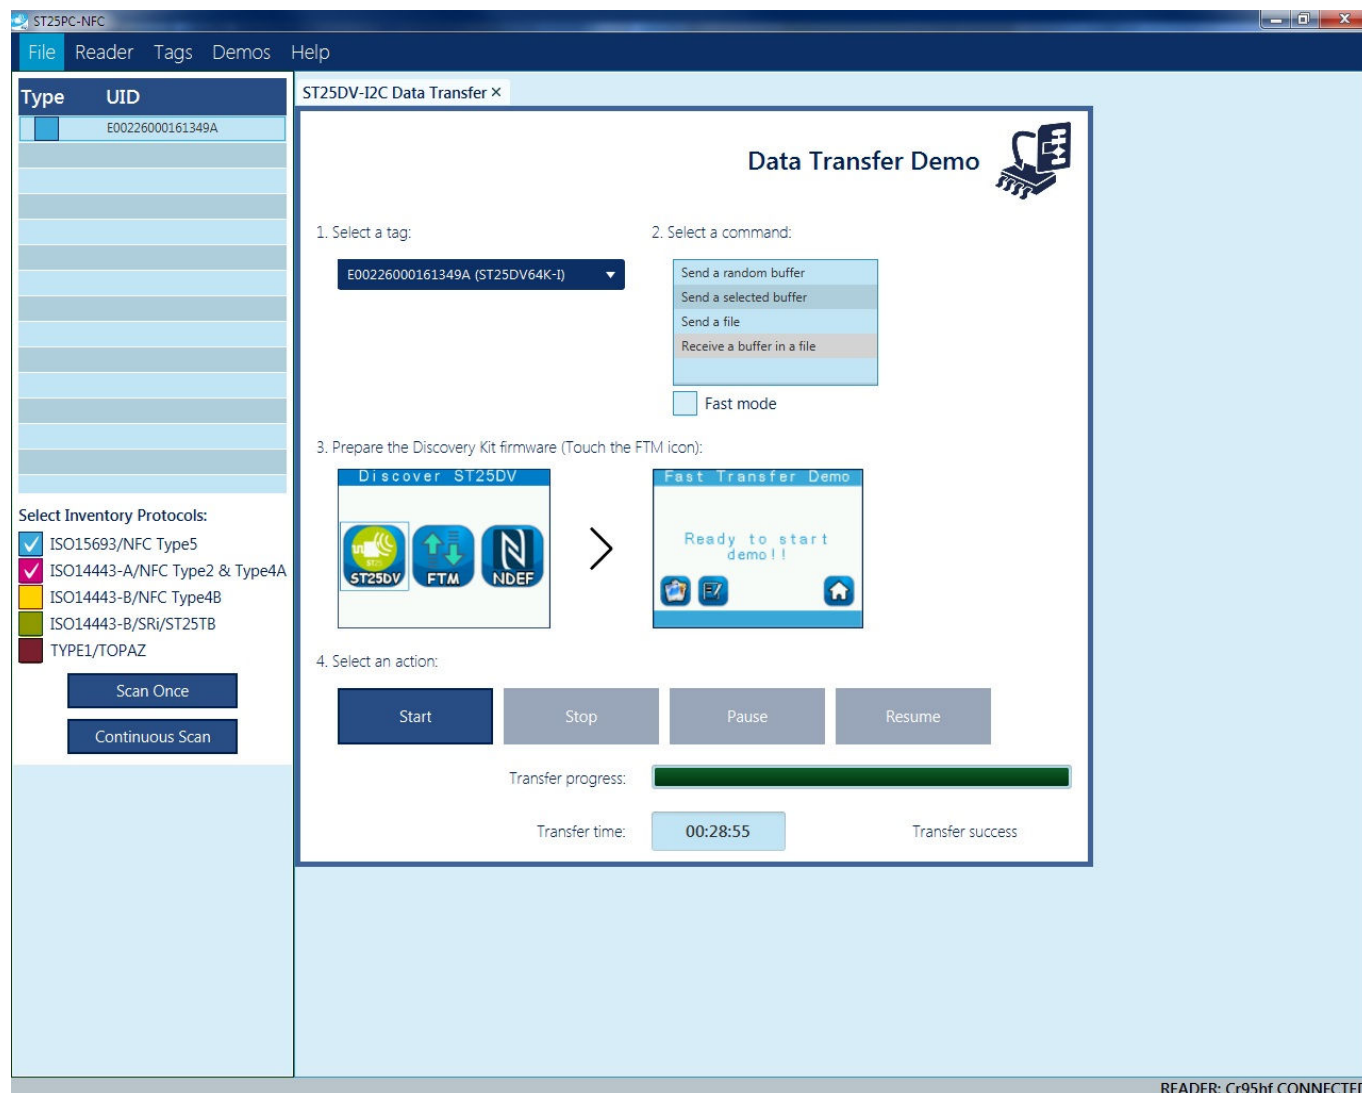 ST25PC-NFC
File Reader Tags Demos Help
Type UID
E00226000161349A
Select Inventory Protocols:
ISO15693/NFC Type5
ISO14443-A/NFC Type2 & Type4A
ISO14443-B/NFC Type4B
ISO14443-B/SRi/ST25TB
TYPE1/TOPAZ
Scan Once
Continuous Scan
ST25DV-I2C Data Transfer ×
Data Transfer Demo
1. Select a tag:
E00226000161349A (ST25DV64K-I)
2. Select a command:
Send a random buffer
Send a selected buffer
Send a file
Receive a buffer in a file
Fast mode
3. Prepare the Discovery Kit firmware (Touch the FTM icon):
Discover ST25DV
ST25
ST25DV FTM NDEF
Fast Transfer Demo
Ready to start
demo!!
4. Select an action:
Start Stop Pause Resume
Transfer progress:
Transfer time: 00:28:55 Transfer success
READER: Cr95hf CONNECTED